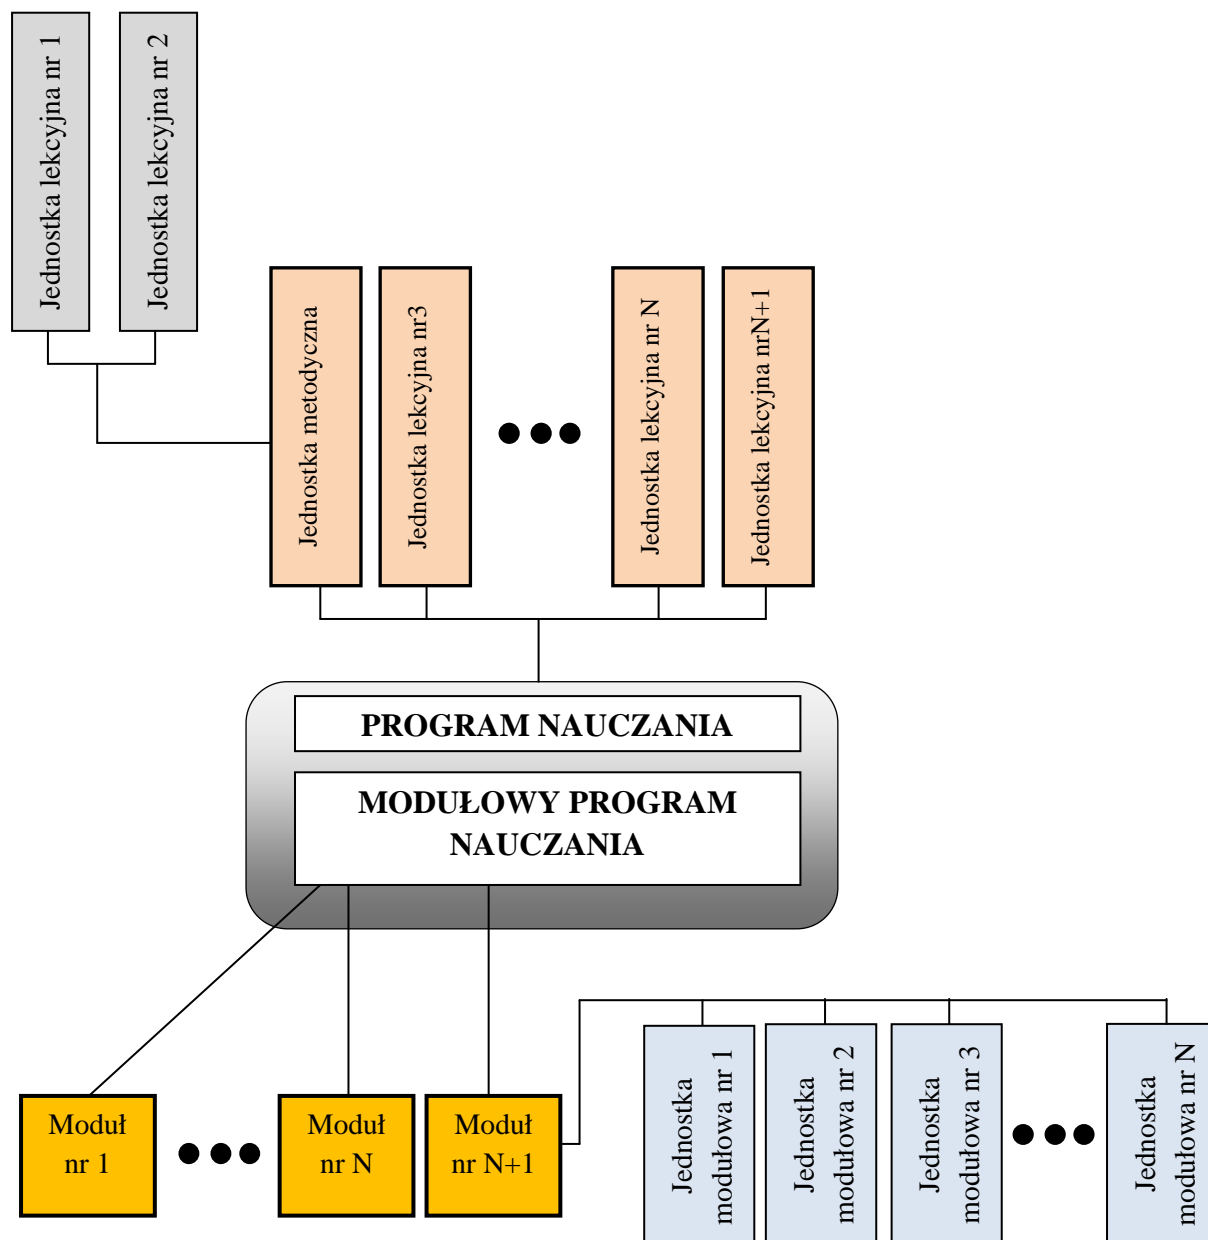 Jednostka lekcyjna nr 1
Jednostka lekcyjna nr 2
Jednostka metodyczna
Jednostka lekcyjna nr3
Jednostka lekcyjna nr N
Jednostka lekcyjna nrN+1
PROGRAM NAUCZANIA
MODUŁOWY PROGRAM
NAUCZANIA
Moduł
nr 1
Moduł
nr N
Moduł
nr N+1
Jednostka
modułowa nr 1
Jednostka
modułowa nr 2
Jednostka
modułowa nr 3
Jednostka
modułowa nr N